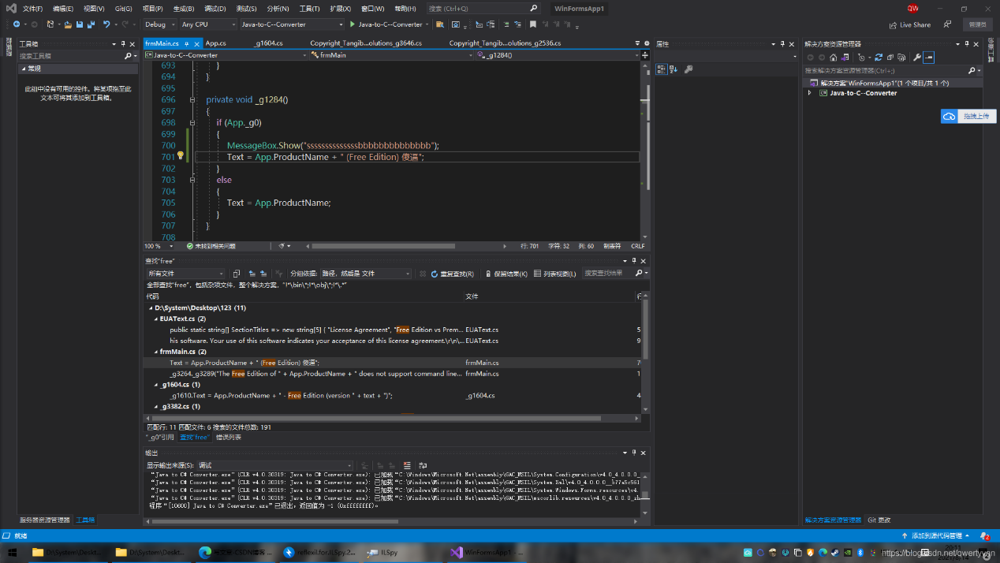 文件(F) 编辑(E) 视图(V) Git(G) 项目(P) 生成(B) 调试(D) 测试(S) 分析(N) 工具(T) 扩展(X) 窗口(W) 帮助(H) 搜索 (Ctrl+Q) WinFormsApp1 QW
Debug Any CPU Java-to-C--Converter Java-to-C--Converter Live Share 管理员
工具箱
搜索工具箱
常规
此组中没有可用的控件。将某项拖至此
文本可将其添加到工具箱。
frmMain.cs App.cs _g1604.cs Copyright_Tangib...olutions_g3646.cs Copyright_Tangib...olutions_g2536.cs
Java-to-C--Converter frmMain _g1284()
693 }
694 }
695
696 private void _g1284()
697 {
698 if (App._g0)
699 {
700 MessageBox.Show("sssssssssssssssbbbbbbbbbbbbbb");
701 Text = App.ProductName + " (Free Edition) 傻逼";
702 }
703 else
704 {
705 Text = App.ProductName;
706 }
707 }
708
100 % 未找到相关问题 行: 701 字符: 32 列: 60 制表符 CRLF
查找"free"
所有文件 分组依据: 路径，然后是 文件 重复查找(R) 保留结果(K) 列表视图(L) 搜索查找结果
全部查找"free"，包括杂项文件，整个解决方案，"!*\bin\*;!*\obj\*;!*\.*"
代码 文件 行
D:\System\Desktop\123 (11)
EUAText.cs (2)
public static string[] SectionTitles => new string[5] { "License Agreement", "Free Edition vs Prem... EUAText.cs 5
his software. Your use of this software indicates your acceptance of this license agreement.\r\n\... EUAText.cs 9
frmMain.cs (2)
Text = App.ProductName + " (Free Edition) 傻逼"; frmMain.cs 7
_g3264._g3289("The Free Edition of " + App.ProductName + " does not support command line... frmMain.cs 1
_g1604.cs (1)
_g1610.Text = App.ProductName + " - Free Edition (version " + text + ")"; _g1604.cs 4
_g3382.cs (1)
匹配行: 11 匹配文件: 6 搜索的文件总数: 191
"_g0"引用 查找"free" 错误列表
输出
显示输出来源(S): 调试
"Java to C# Converter.exe" (CLR v4.0.30319: Java to C# Converter.exe): 已加载 "C:\Windows\Microsoft.Net\assembly\GAC_MSIL\System.Configuration\v4.0_4.0.0.0_
"Java to C# Converter.exe" (CLR v4.0.30319: Java to C# Converter.exe): 已加载 "C:\Windows\Microsoft.Net\assembly\GAC_MSIL\System.Xml\v4.0_4.0.0.0__b77a5c561
"Java to C# Converter.exe" (CLR v4.0.30319: Java to C# Converter.exe): 已加载 "C:\Windows\Microsoft.Net\assembly\GAC_MSIL\System.Windows.Forms.resources\v4.
"Java to C# Converter.exe" (CLR v4.0.30319: Java to C# Converter.exe): 已加载 "C:\Windows\Microsoft.Net\assembly\GAC_MSIL\mscorlib.resources\v4.0_4.0.0.0_zh
程序"[10600] Java to C# Converter.exe"已退出，返回值为 -1 (0xffffffff)。
服务器资源管理器 工具箱
属性
解决方案资源管理器
搜索解决方案资源管理器(Ctrl+;)
解决方案"WinFormsApp1"(1 个项目/共 1 个)
Java-to-C--Converter
拖拽上传
解决方案资源管理器 Git 更改
就绪 添加到源代码管理 2
D:\System\Deskt... D:\System\Deskt... reflexil.for.ILSpy.2... ILSpy WinFormsApp1 - ...
https://blog.csdn.net/qwertyyan